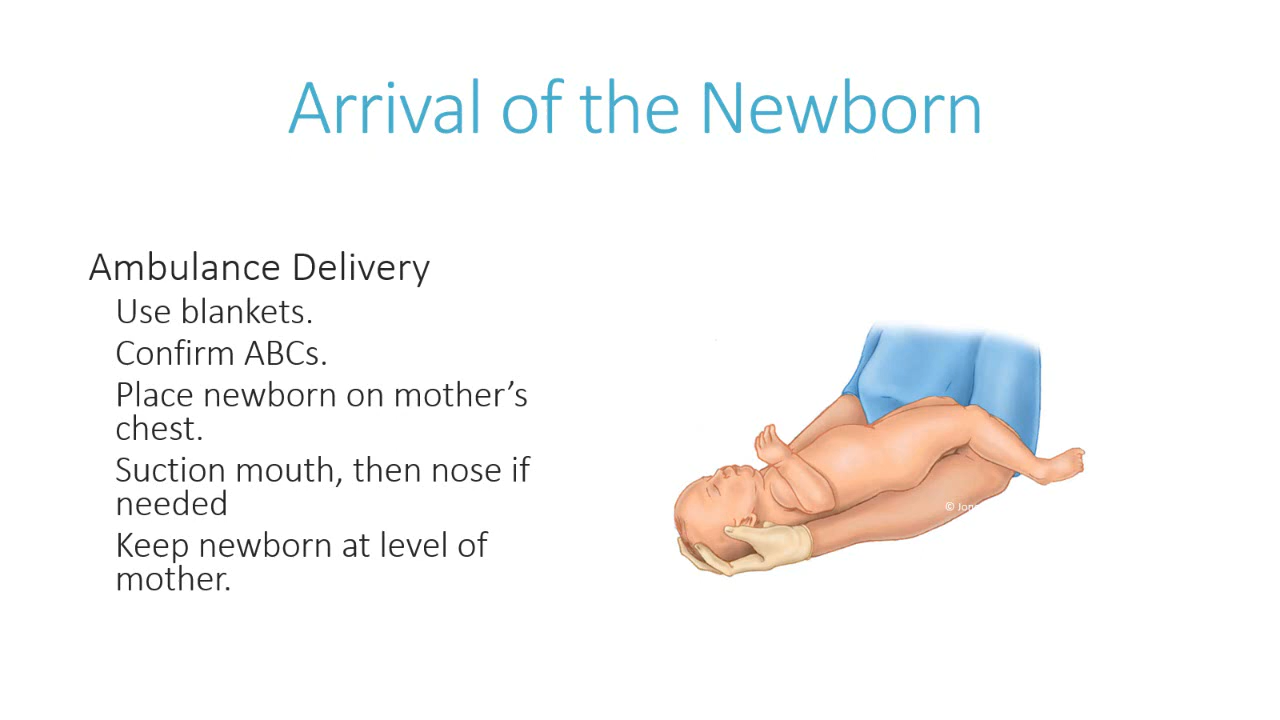 Arrival of the Newborn
Ambulance Delivery
Use blankets.
Confirm ABCs.
Place newborn on mother’s
chest.
Suction mouth, then nose if
needed
Keep newborn at level of
mother.
©